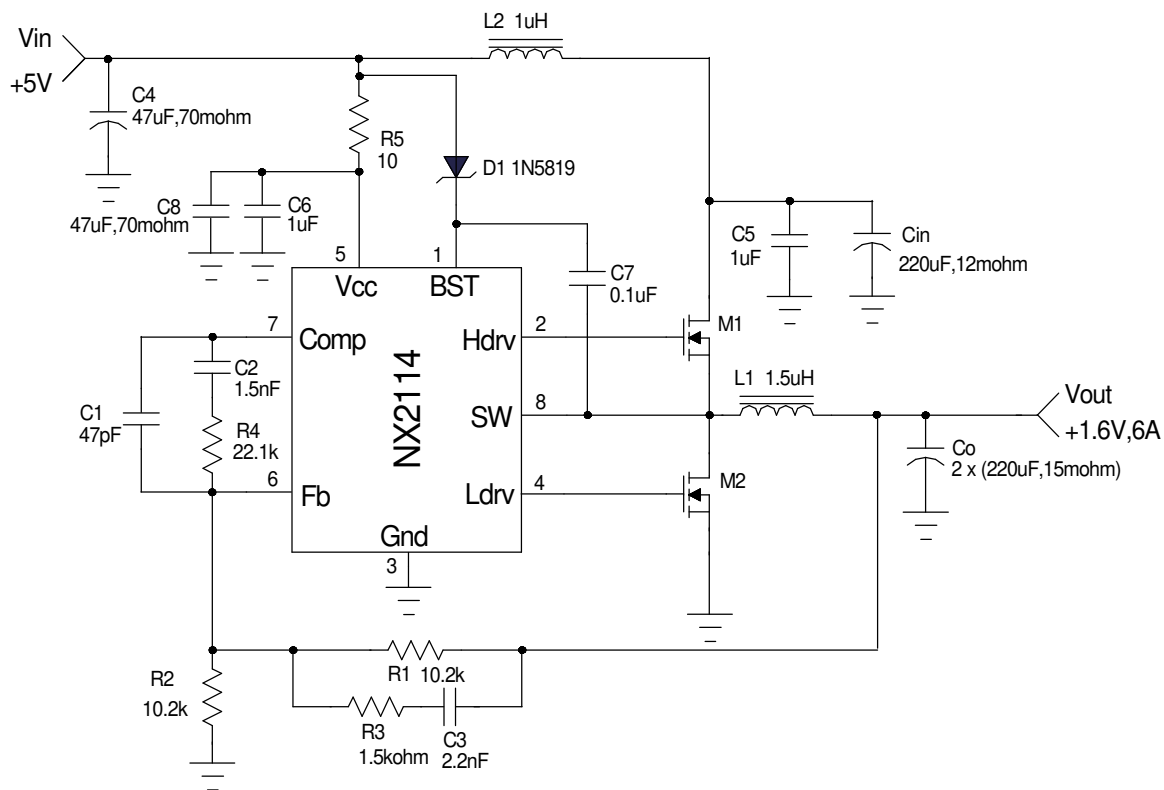 L2 1uH
Vin
+5V
C4
47uF,70mohm
R5
10
D1 1N5819
C8
47uF,70mohm
C6
1uF
C5
1uF
Cin
220uF,12mohm
5
1
Vcc
BST
C7
0.1uF
7
Comp
Hdrv
2
M1
C2
1.5nF
C1
47pF
R4
22.1k
NX2114
SW
8
L1 1.5uH
Vout
+1.6V,6A
Co
2 x (220uF,15mohm)
6
Fb
Ldrv
4
M2
Gnd
3
R1 10.2k
R2
10.2k
R3
1.5kohm
C3
2.2nF